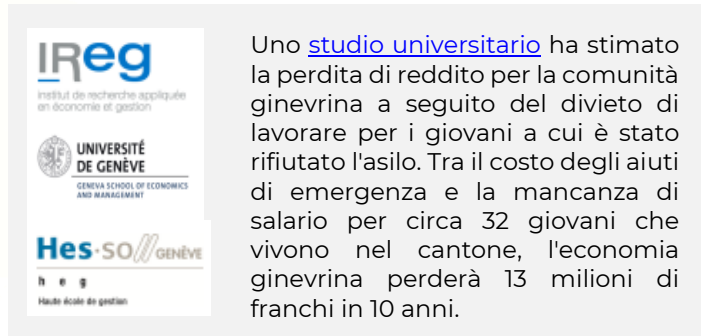 IReg
institut de recherche appliquée
en économie et gestion
UNIVERSITÉ
DE GENÈVE
GENEVA SCHOOL OF ECONOMICS
AND MANAGEMENT
Hes·so GENÈVE
h e g
Haute école de gestion
Uno studio universitario ha stimato
la perdita di reddito per la comunità
ginevrina a seguito del divieto di
lavorare per i giovani a cui è stato
rifiutato l'asilo. Tra il costo degli aiuti
di emergenza e la mancanza di
salario per circa 32 giovani che
vivono nel cantone, l'economia
ginevrina perderà 13 milioni di
franchi in 10 anni.